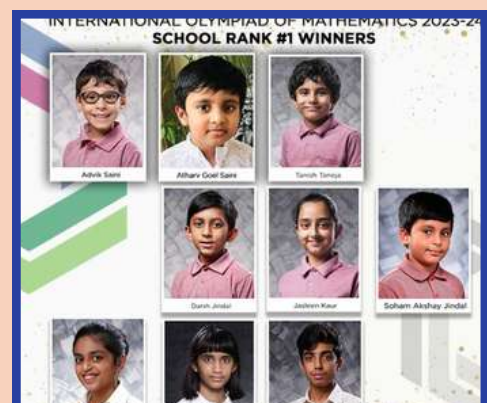 INTERNATIONAL OLYMPIAD OF MATHEMATICS 2023-24
SCHOOL RANK #1 WINNERS
Advik Saini
Atharv Goel Saini
Tanish Taneja
Darsh Jindal
Jasleen Kaur
Soham Akshay Jindal